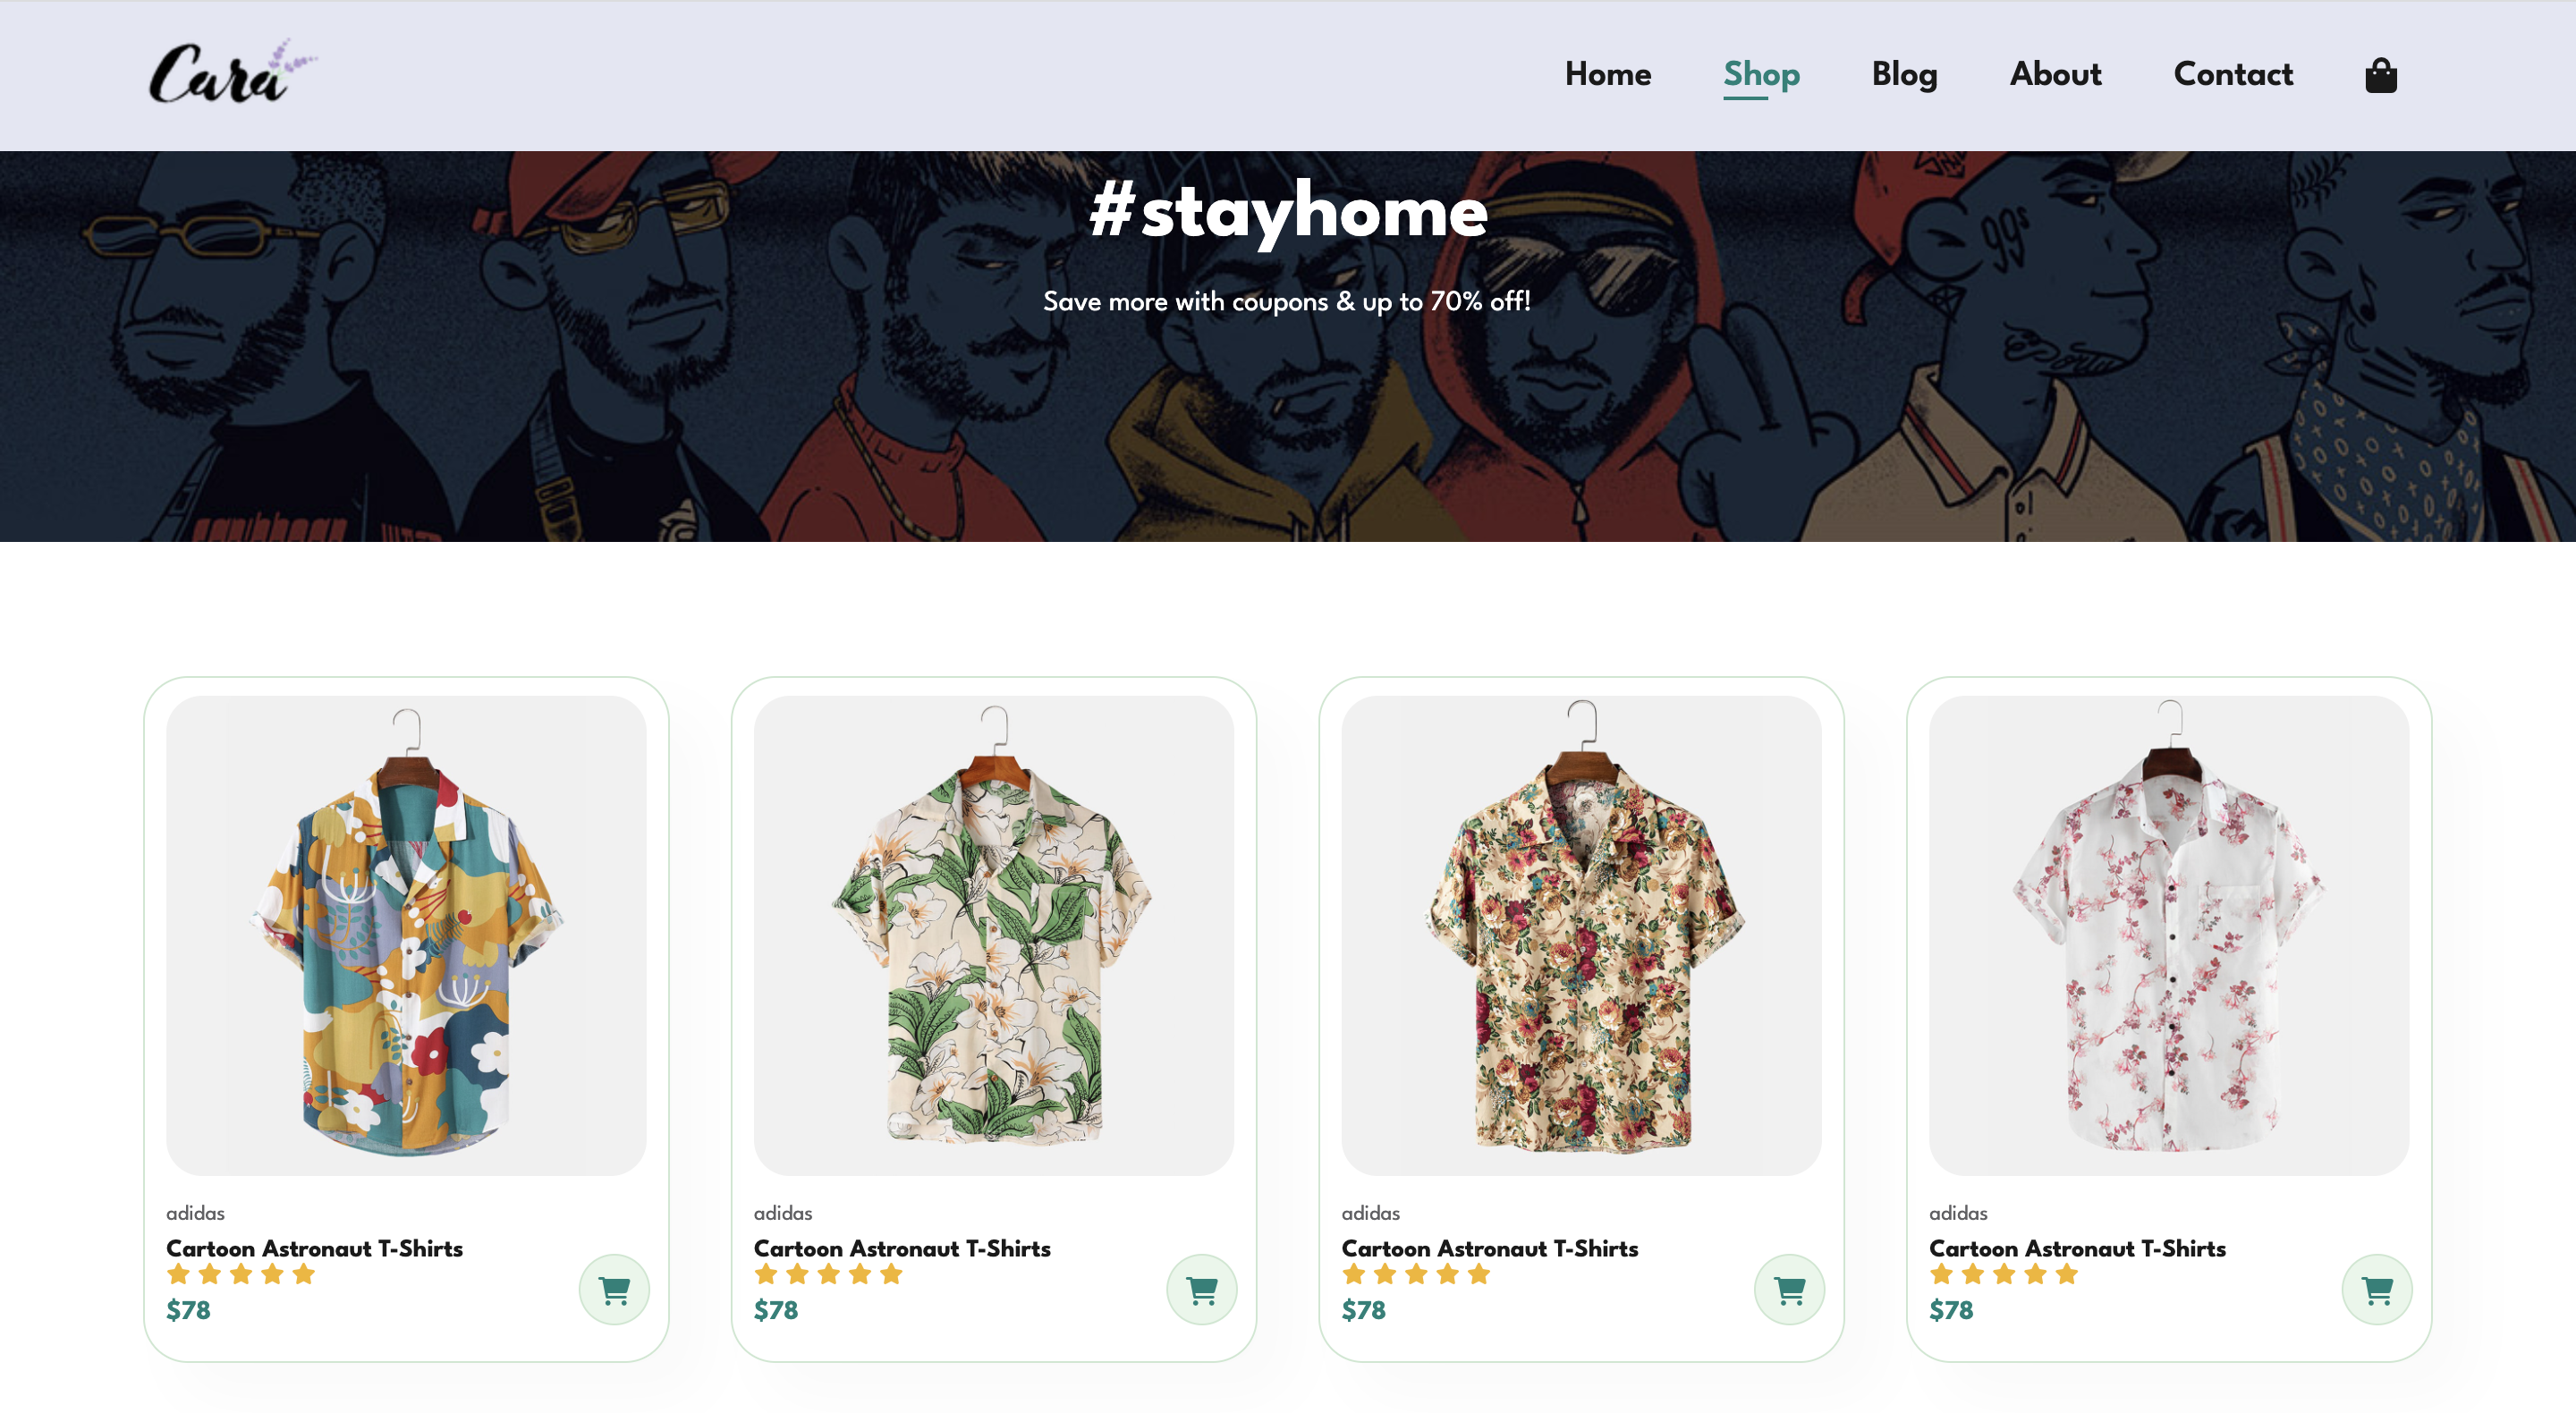 Cara
Home Shop Blog About Contact
#stayhome
Save more with coupons & up to 70% off!
99s
adidas
Cartoon Astronaut T-Shirts
$78
adidas
Cartoon Astronaut T-Shirts
$78
adidas
Cartoon Astronaut T-Shirts
$78
adidas
Cartoon Astronaut T-Shirts
$78